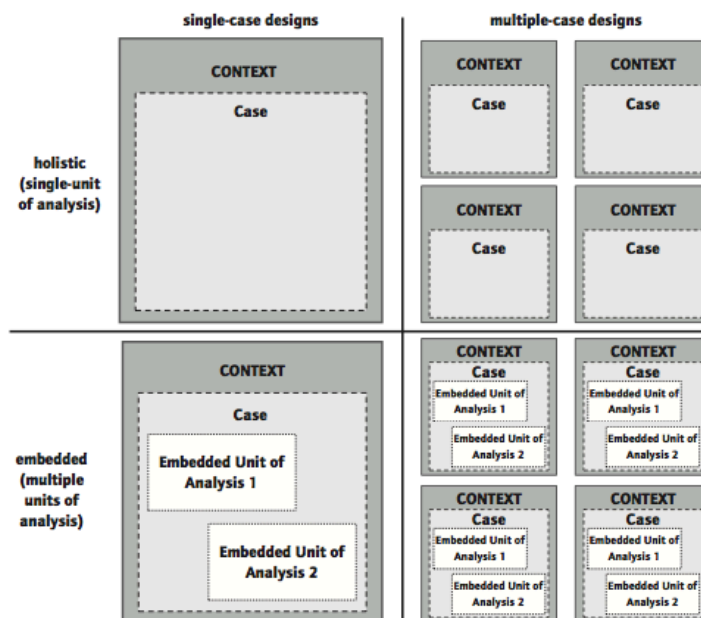 single-case designs
multiple-case designs
holistic
(single-unit
of analysis)
CONTEXT
Case
CONTEXT
Case
CONTEXT
Case
CONTEXT
Case
CONTEXT
Case
embedded
(multiple
units of
analysis)
CONTEXT
Case
Embedded Unit of
Analysis 1
Embedded Unit of
Analysis 2
CONTEXT
Case
Embedded Unit of
Analysis 1
Embedded Unit of
Analysis 2
CONTEXT
Case
Embedded Unit of
Analysis 1
Embedded Unit of
Analysis 2
CONTEXT
Case
Embedded Unit of
Analysis 1
Embedded Unit of
Analysis 2
CONTEXT
Case
Embedded Unit of
Analysis 1
Embedded Unit of
Analysis 2